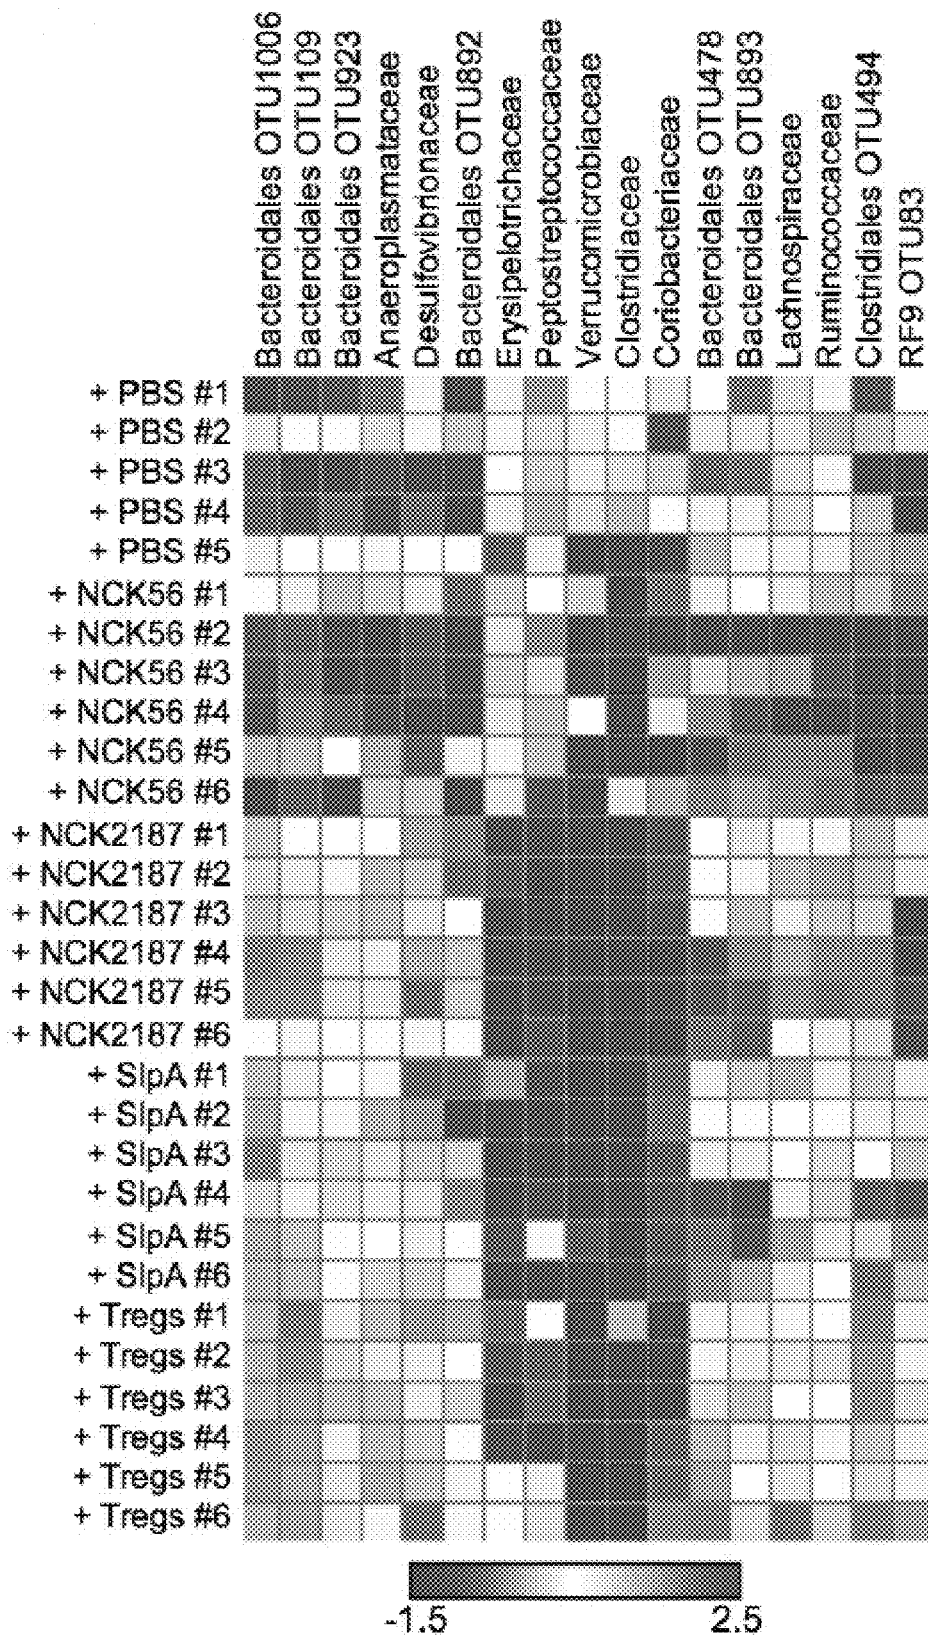 Bacteroidales OTU1006
Bacteroidales OTU109
Bacteroidales OTU923
Anaeroplasmataceae
Desulfovibrionaceae
Bacteroidales OTU892
Erysipelotrichaceae
Peptostreptococcaceae
Verrucomicrobiaceae
Clostridiaceae
Coriobacteriaceae
Bacteroidales OTU478
Bacteroidales OTU893
Lachnospiraceae
Ruminococcaceae
Clostridiales OTU494
RF9 OTU83
+ PBS #1
+ PBS #2
+ PBS #3
+ PBS #4
+ PBS #5
+ NCK56 #1
+ NCK56 #2
+ NCK56 #3
+ NCK56 #4
+ NCK56 #5
+ NCK56 #6
+ NCK2187 #1
+ NCK2187 #2
+ NCK2187 #3
+ NCK2187 #4
+ NCK2187 #5
+ NCK2187 #6
+ SlpA #1
+ SlpA #2
+ SlpA #3
+ SlpA #4
+ SlpA #5
+ SlpA #6
+ Tregs #1
+ Tregs #2
+ Tregs #3
+ Tregs #4
+ Tregs #5
+ Tregs #6
-1.5 2.5